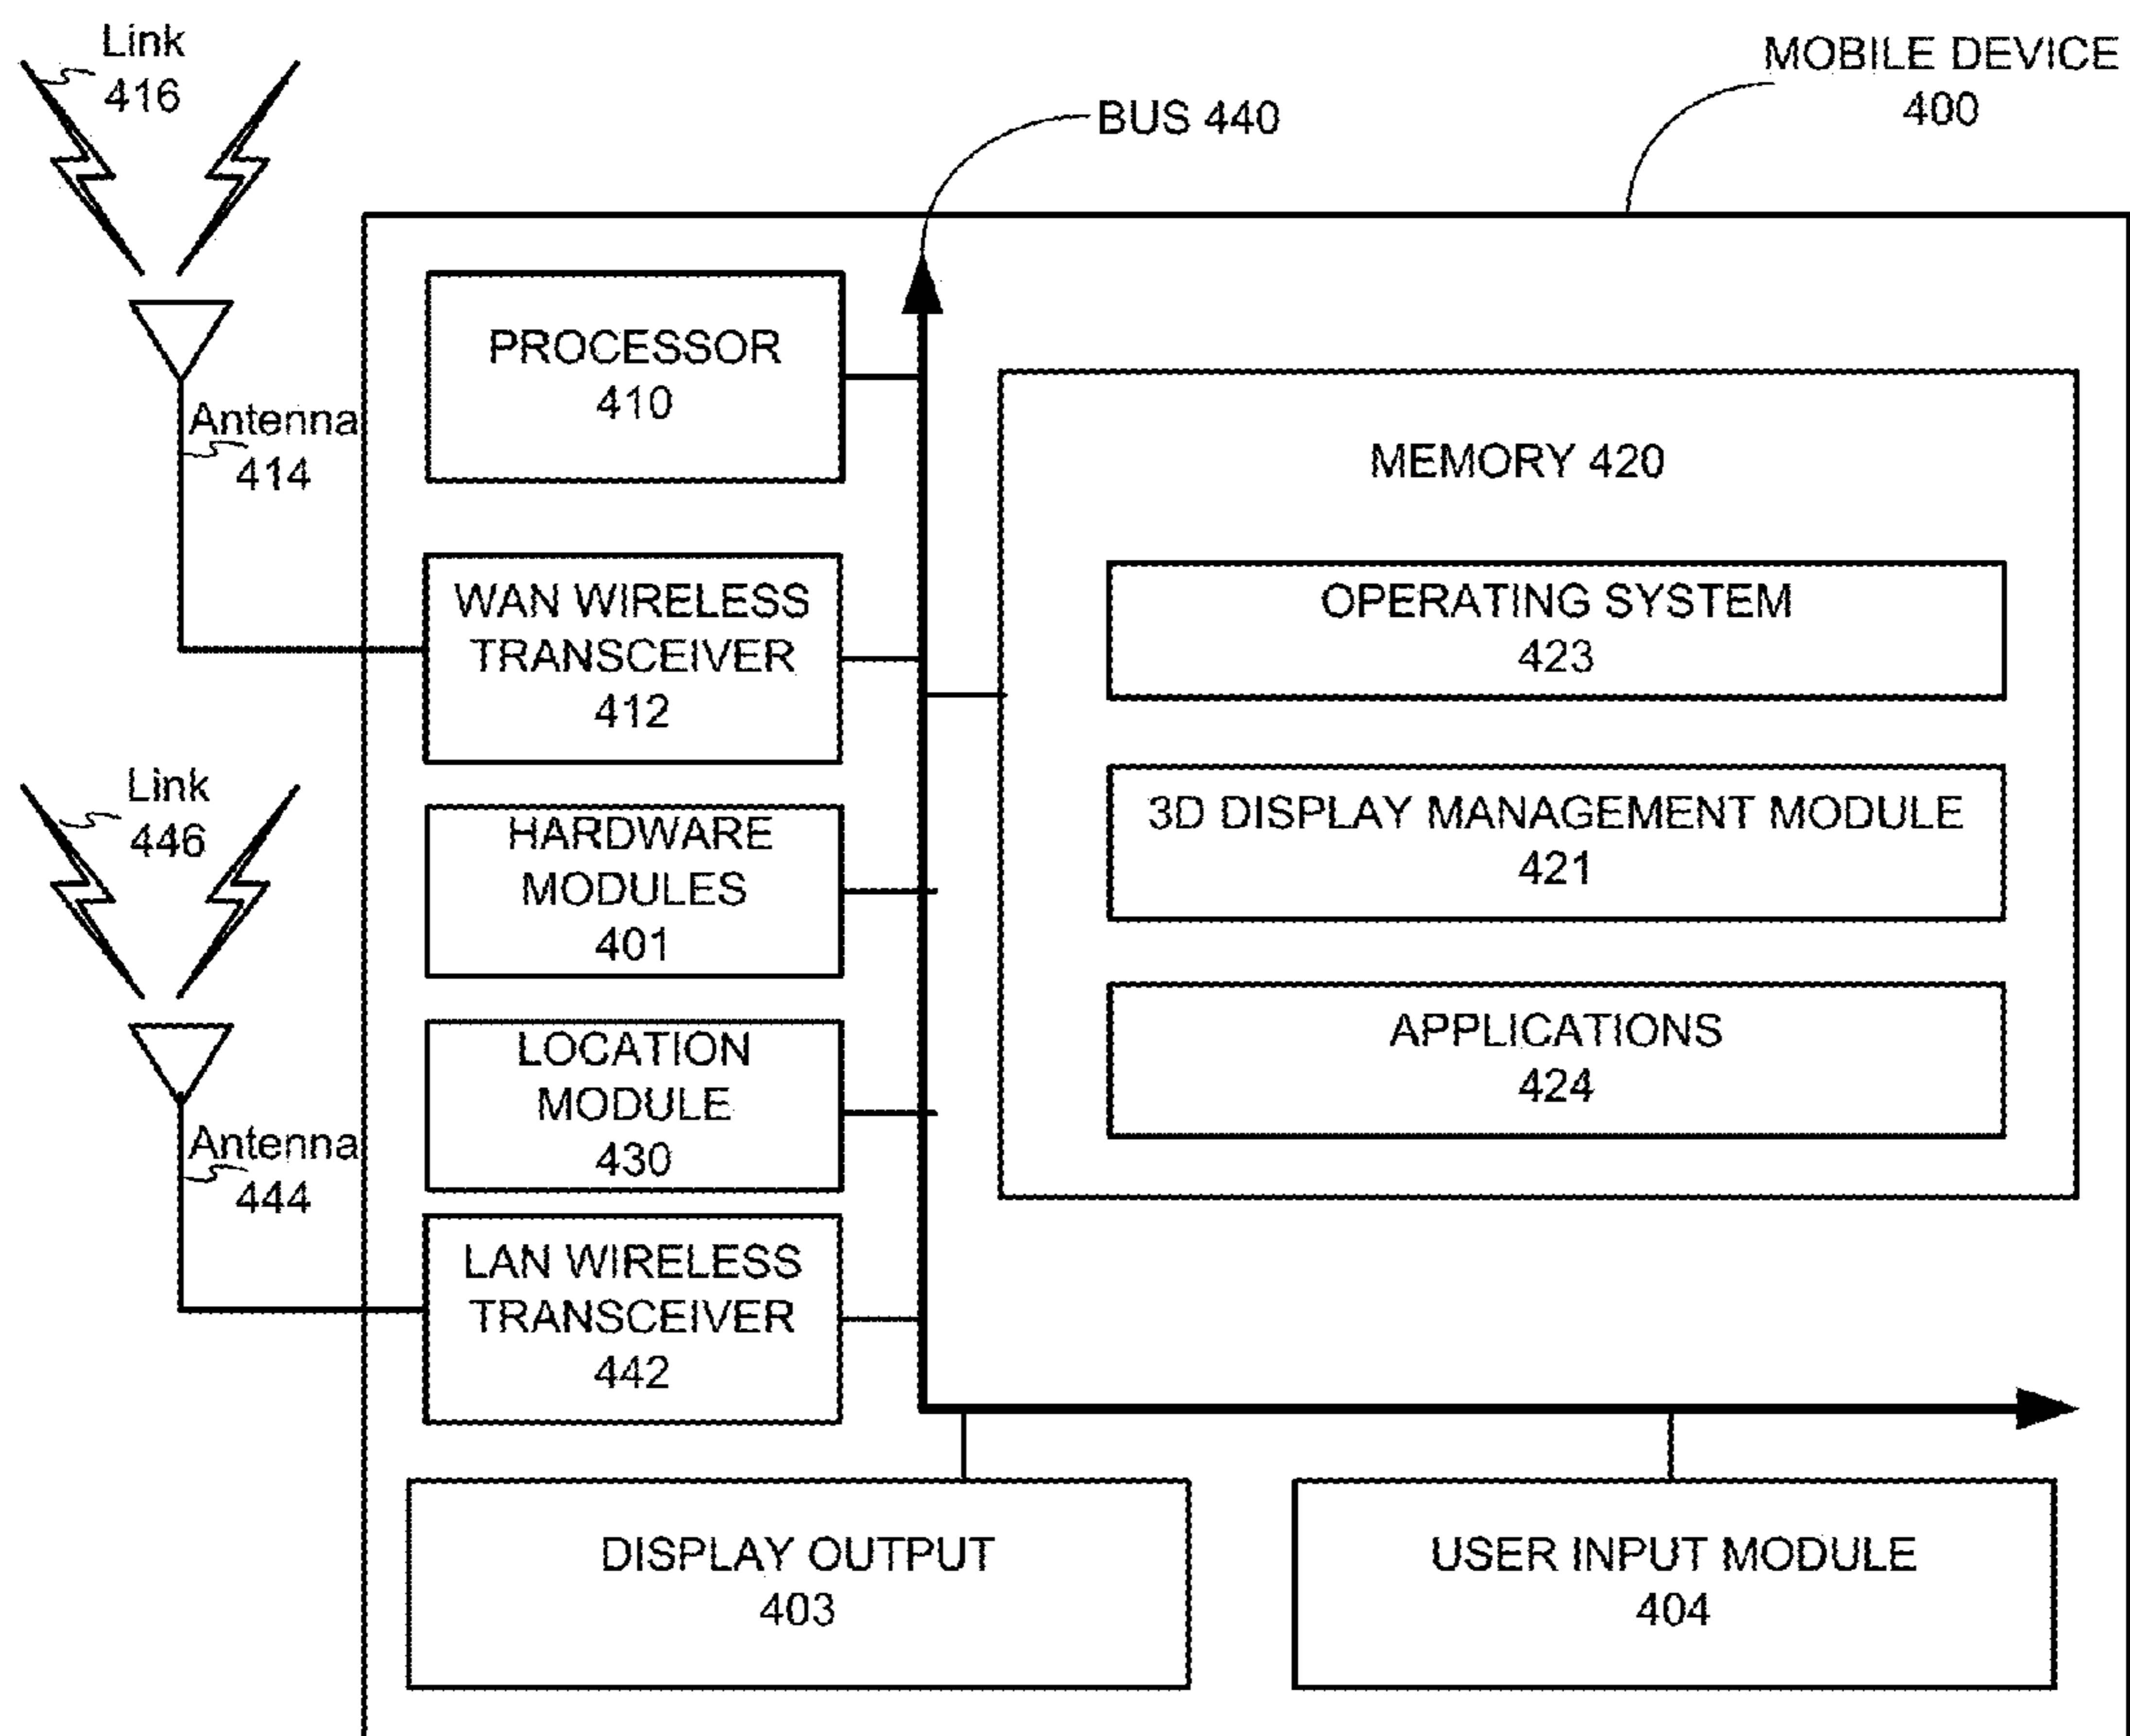 Link
416
MOBILE DEVICE
400
BUS 440
PROCESSOR
410
Antenna
414
MEMORY 420
WAN WIRELESS
TRANSCEIVER
412
OPERATING SYSTEM
423
Link
446
HARDWARE
MODULES
401
3D DISPLAY MANAGEMENT MODULE
421
LOCATION
MODULE
430
APPLICATIONS
424
Antenna
444
LAN WIRELESS
TRANSCEIVER
442
DISPLAY OUTPUT
403
USER INPUT MODULE
404